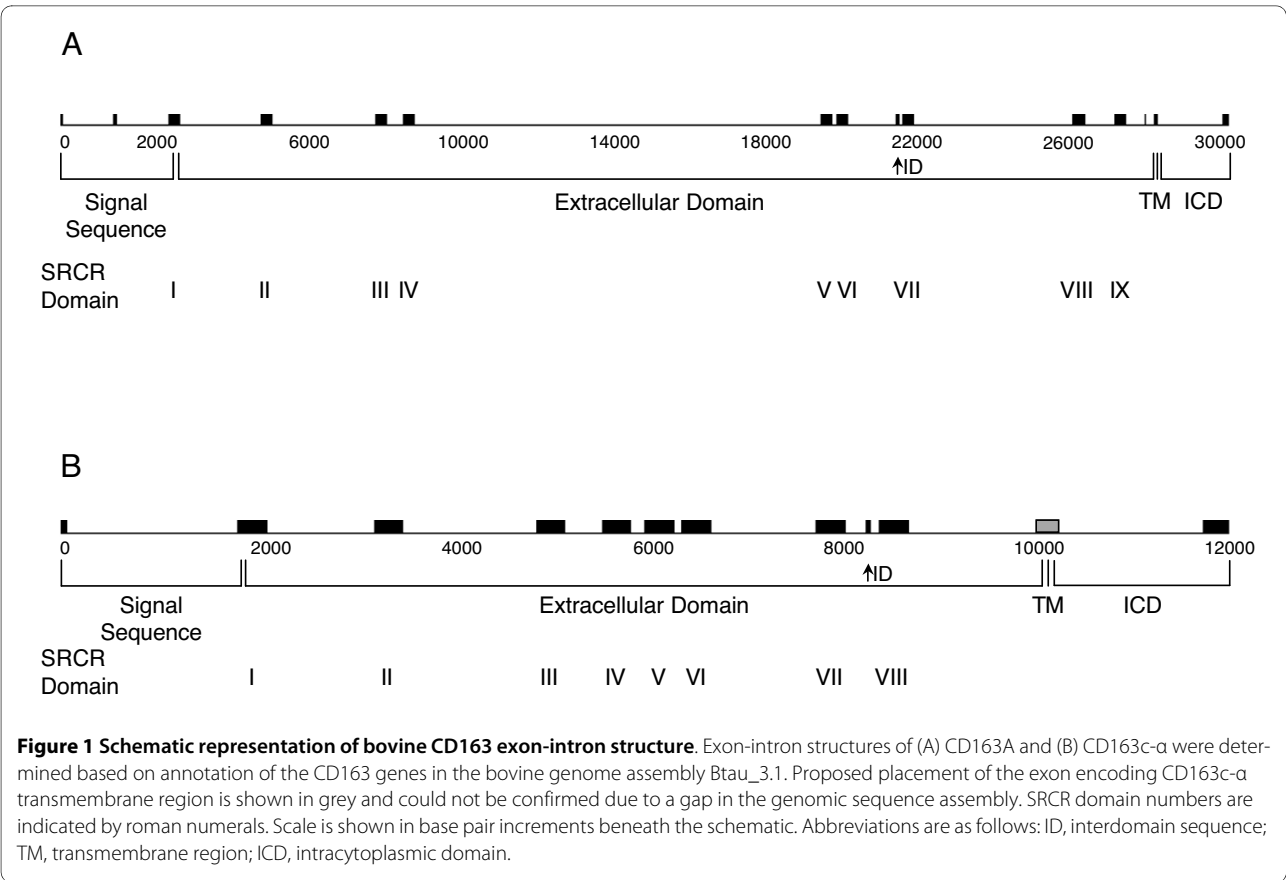 A
0 2000 6000 10000 14000 18000 22000 26000 30000
↑ID
Signal Sequence
Extracellular Domain
TM ICD
SRCR Domain
I II III IV V VI VII VIII IX
B
0 2000 4000 6000 8000 10000 12000
↑ID
Signal Sequence
Extracellular Domain
TM ICD
SRCR Domain
I II III IV V VI VII VIII
Figure 1 Schematic representation of bovine CD163 exon-intron structure. Exon-intron structures of (A) CD163A and (B) CD163c-α were deter-
mined based on annotation of the CD163 genes in the bovine genome assembly Btau_3.1. Proposed placement of the exon encoding CD163c-α
transmembrane region is shown in grey and could not be confirmed due to a gap in the genomic sequence assembly. SRCR domain numbers are
indicated by roman numerals. Scale is shown in base pair increments beneath the schematic. Abbreviations are as follows: ID, interdomain sequence;
TM, transmembrane region; ICD, intracytoplasmic domain.